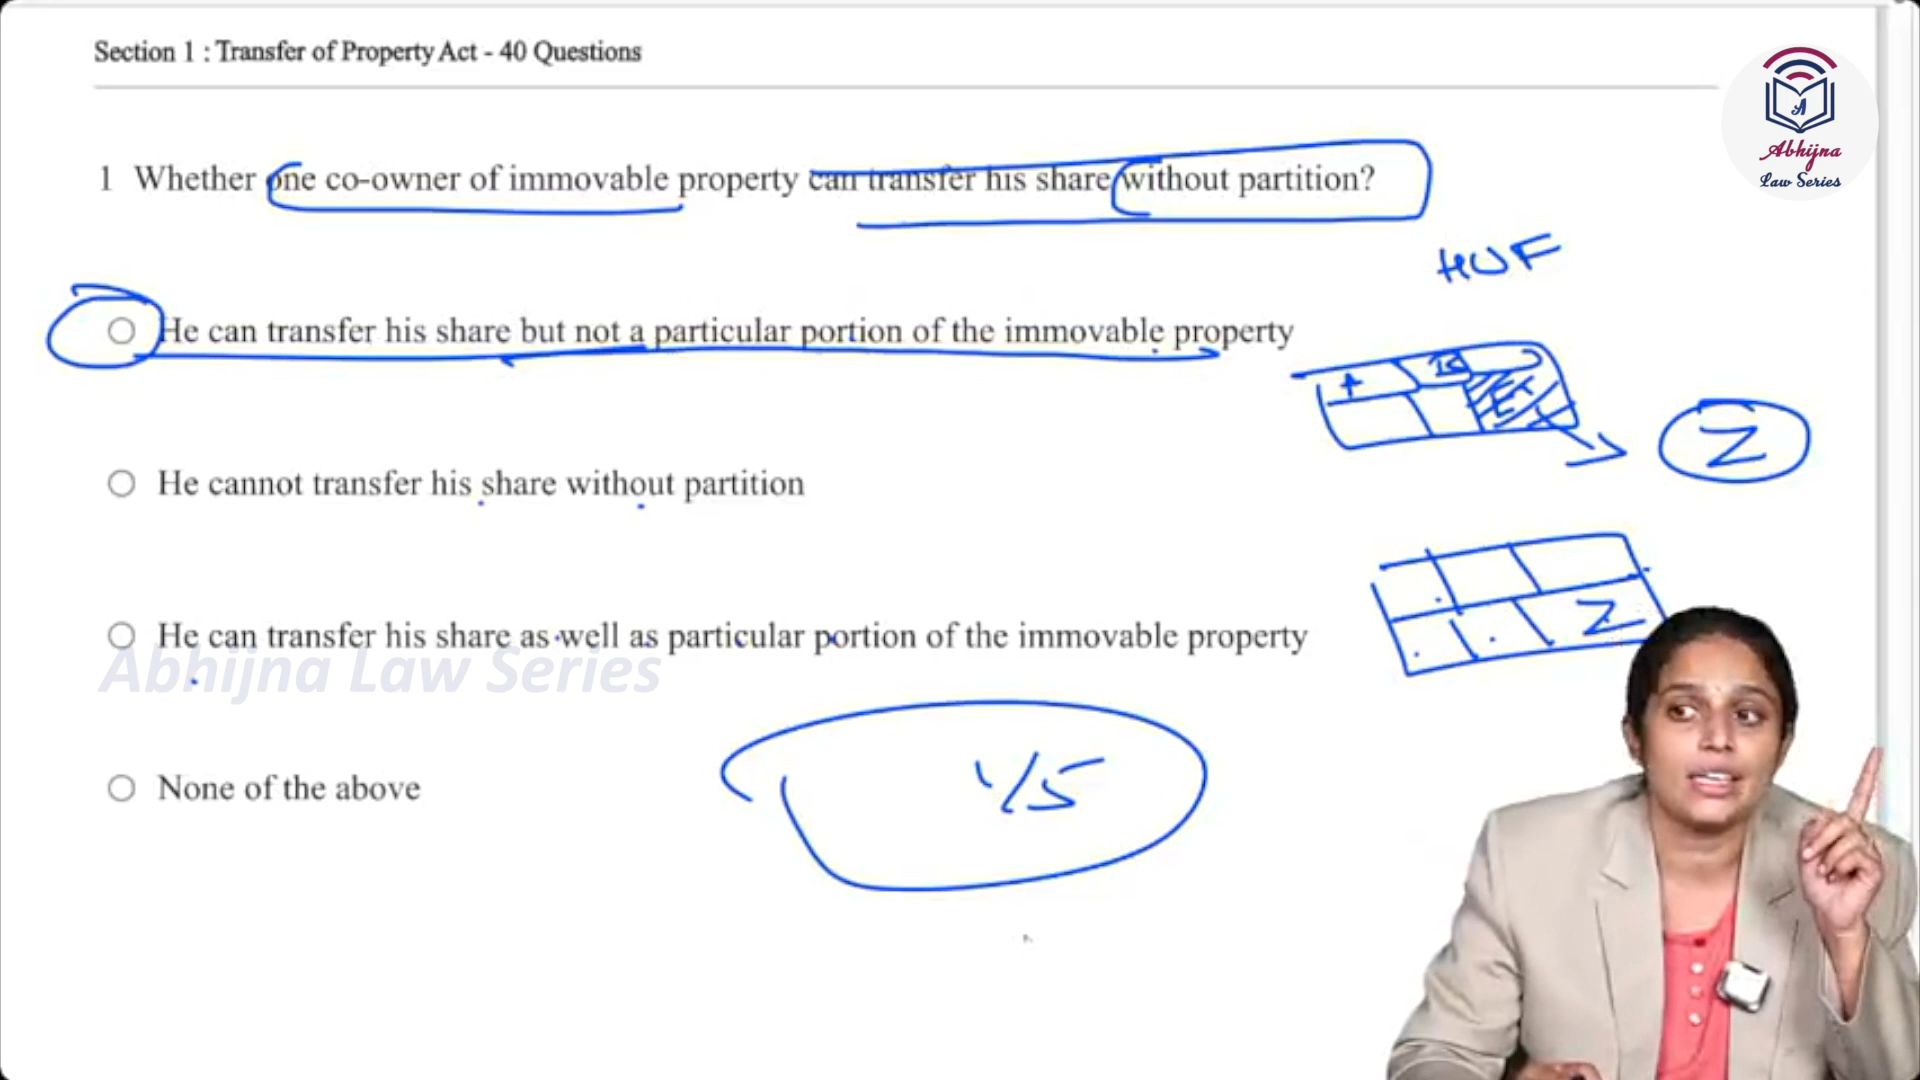 Section 1 : Transfer of Property Act - 40 Questions
A
Abhijna
Law Series
1 Whether one co-owner of immovable property can transfer his share without partition?
HUF
He can transfer his share but not a particular portion of the immovable property
A
Z
He cannot transfer his share without partition
Z
He can transfer his share as well as particular portion of the immovable property
Abhijna Law Series
1/5
None of the above